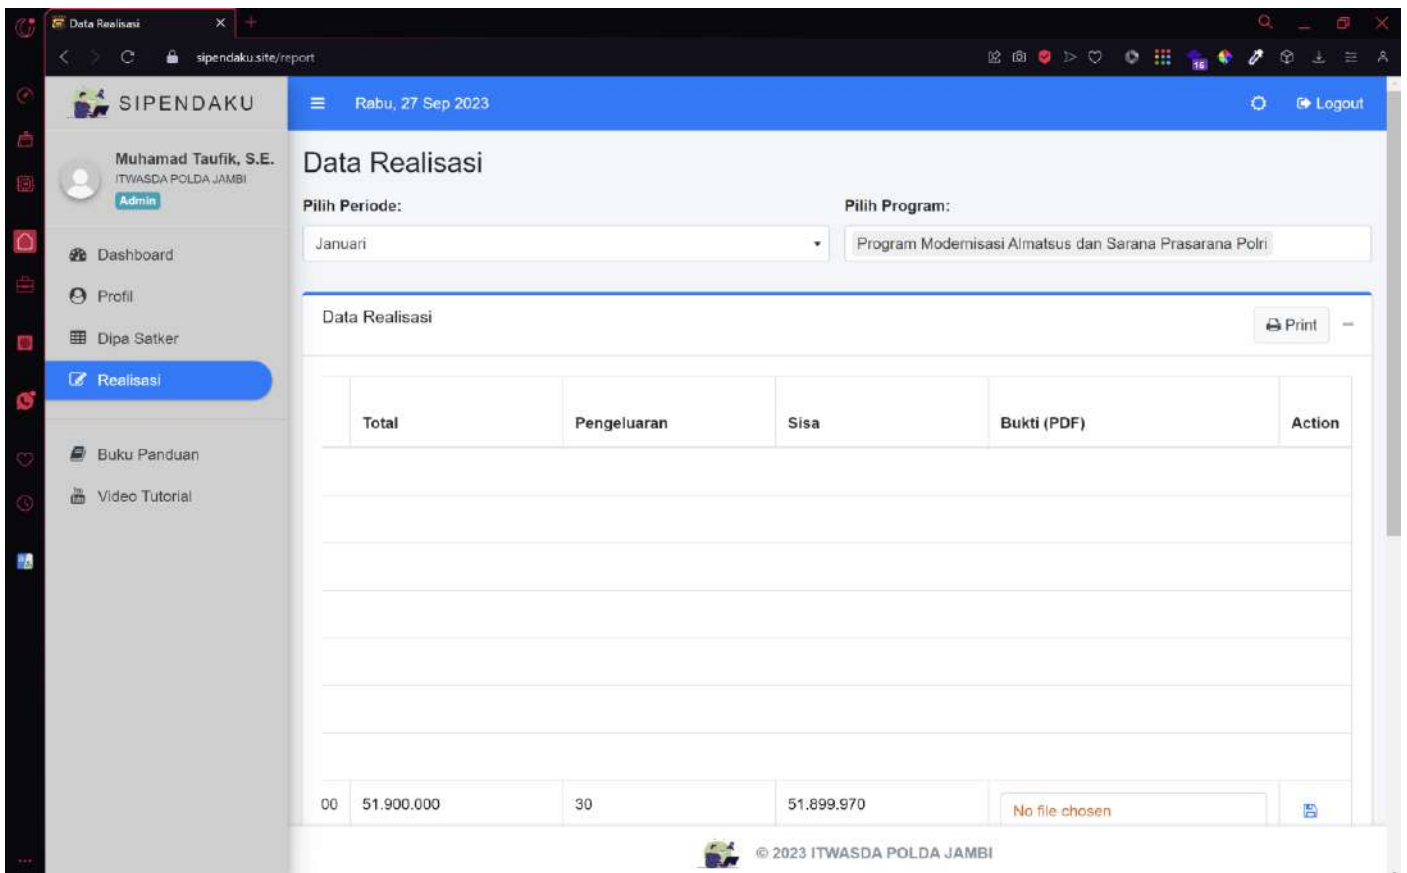 Data Realisasi
sipendaku.site/report
16
SIPENDAKU
Rabu, 27 Sep 2023
Logout
Muhamad Taufik, S.E.
ITWASDA POLDA JAMBI
Admin
Dashboard
Profil
Dipa Satker
Realisasi
Buku Panduan
Video Tutorial
Data Realisasi
Pilih Periode:
Pilih Program:
Januari
Program Modernisasi Almatsus dan Sarana Prasarana Polri
Data Realisasi
Print
Total Pengeluaran Sisa Bukti (PDF) Action
00 51.900.000 30 51.899.970 No file chosen
© 2023 ITWASDA POLDA JAMBI